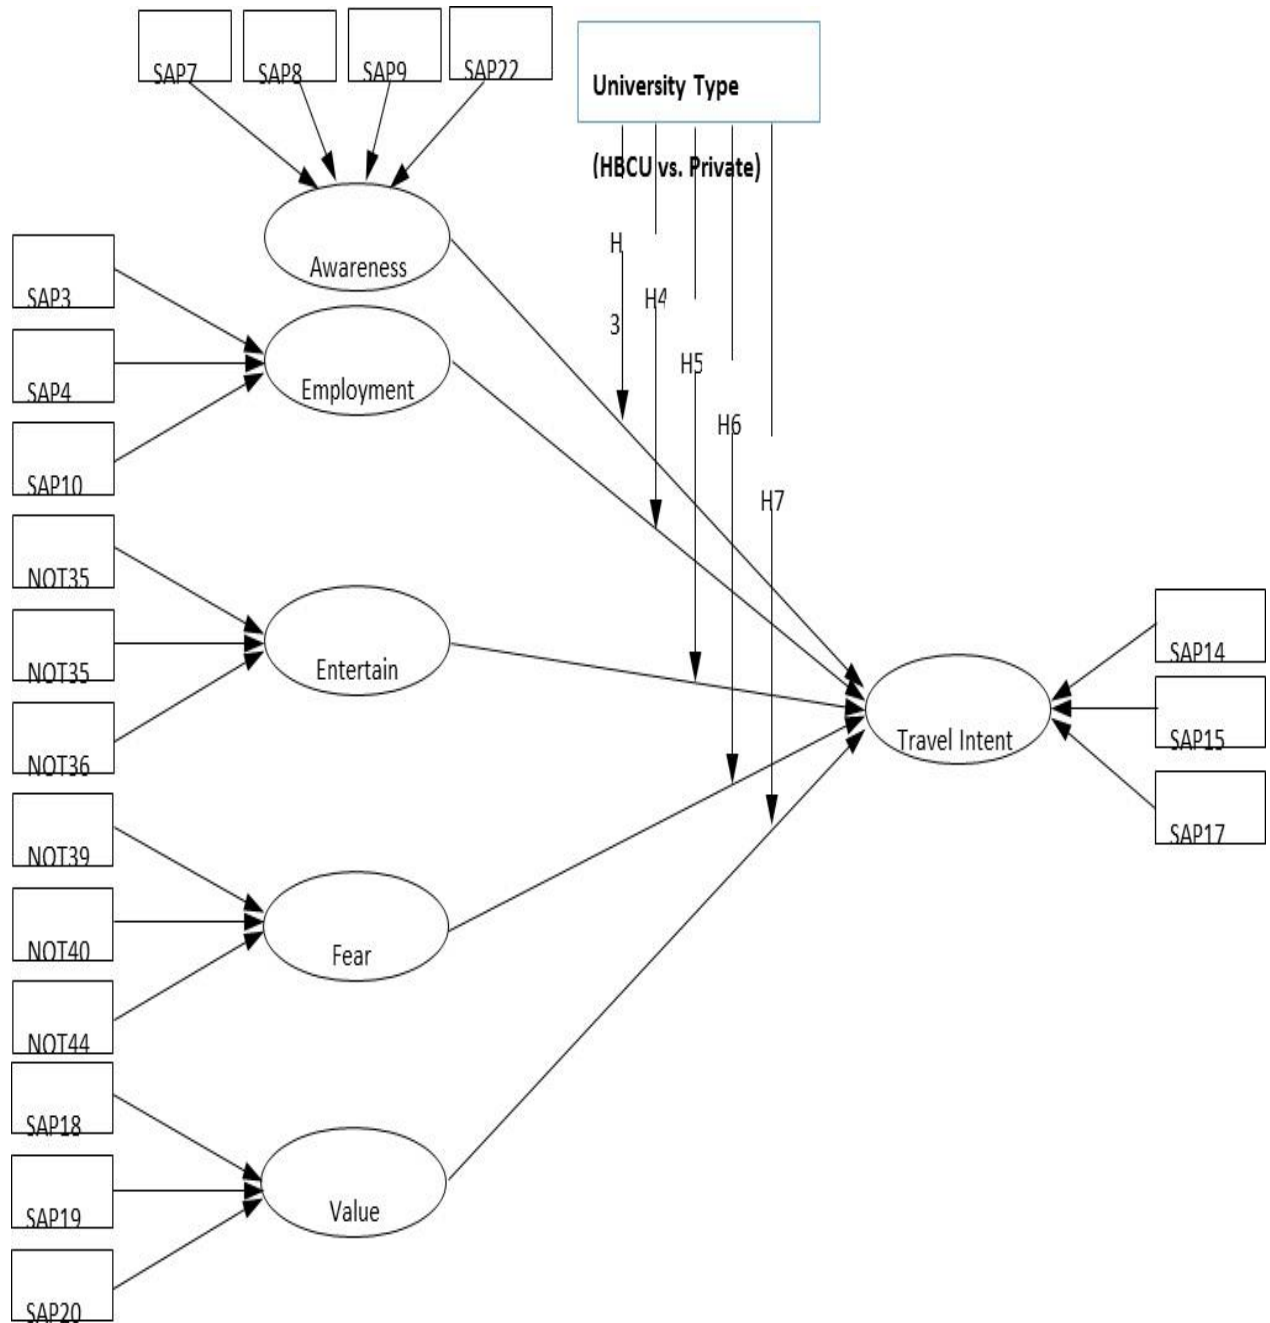 SAP7
SAP8
SAP9
SAP22
University Type
(HBCU vs. Private)
Awareness
H
3
H4
H5
H6
H7
SAP3
SAP4
SAP10
Employment
NOT35
NOT35
NOT36
Entertain
Travel Intent
SAP14
SAP15
SAP17
NOT39
NOT40
NOT44
Fear
SAP18
SAP19
SAP20
Value